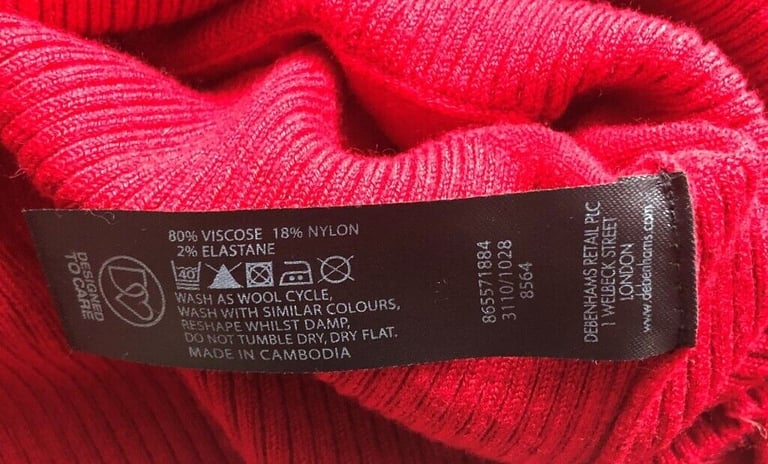 DESIGNED
TO CARE
80% VISCOSE 18% NYLON
2% ELASTANE
40
WASH AS WOOL CYCLE,
WASH WITH SIMILAR COLOURS,
RESHAPE WHILST DAMP,
DO NOT TUMBLE DRY, DRY FLAT.
MADE IN CAMBODIA
865571884
3110/1028
8564
DEBENHAMS RETAIL PLC
1 WELBECK STREET
LONDON
www.debenhams.com